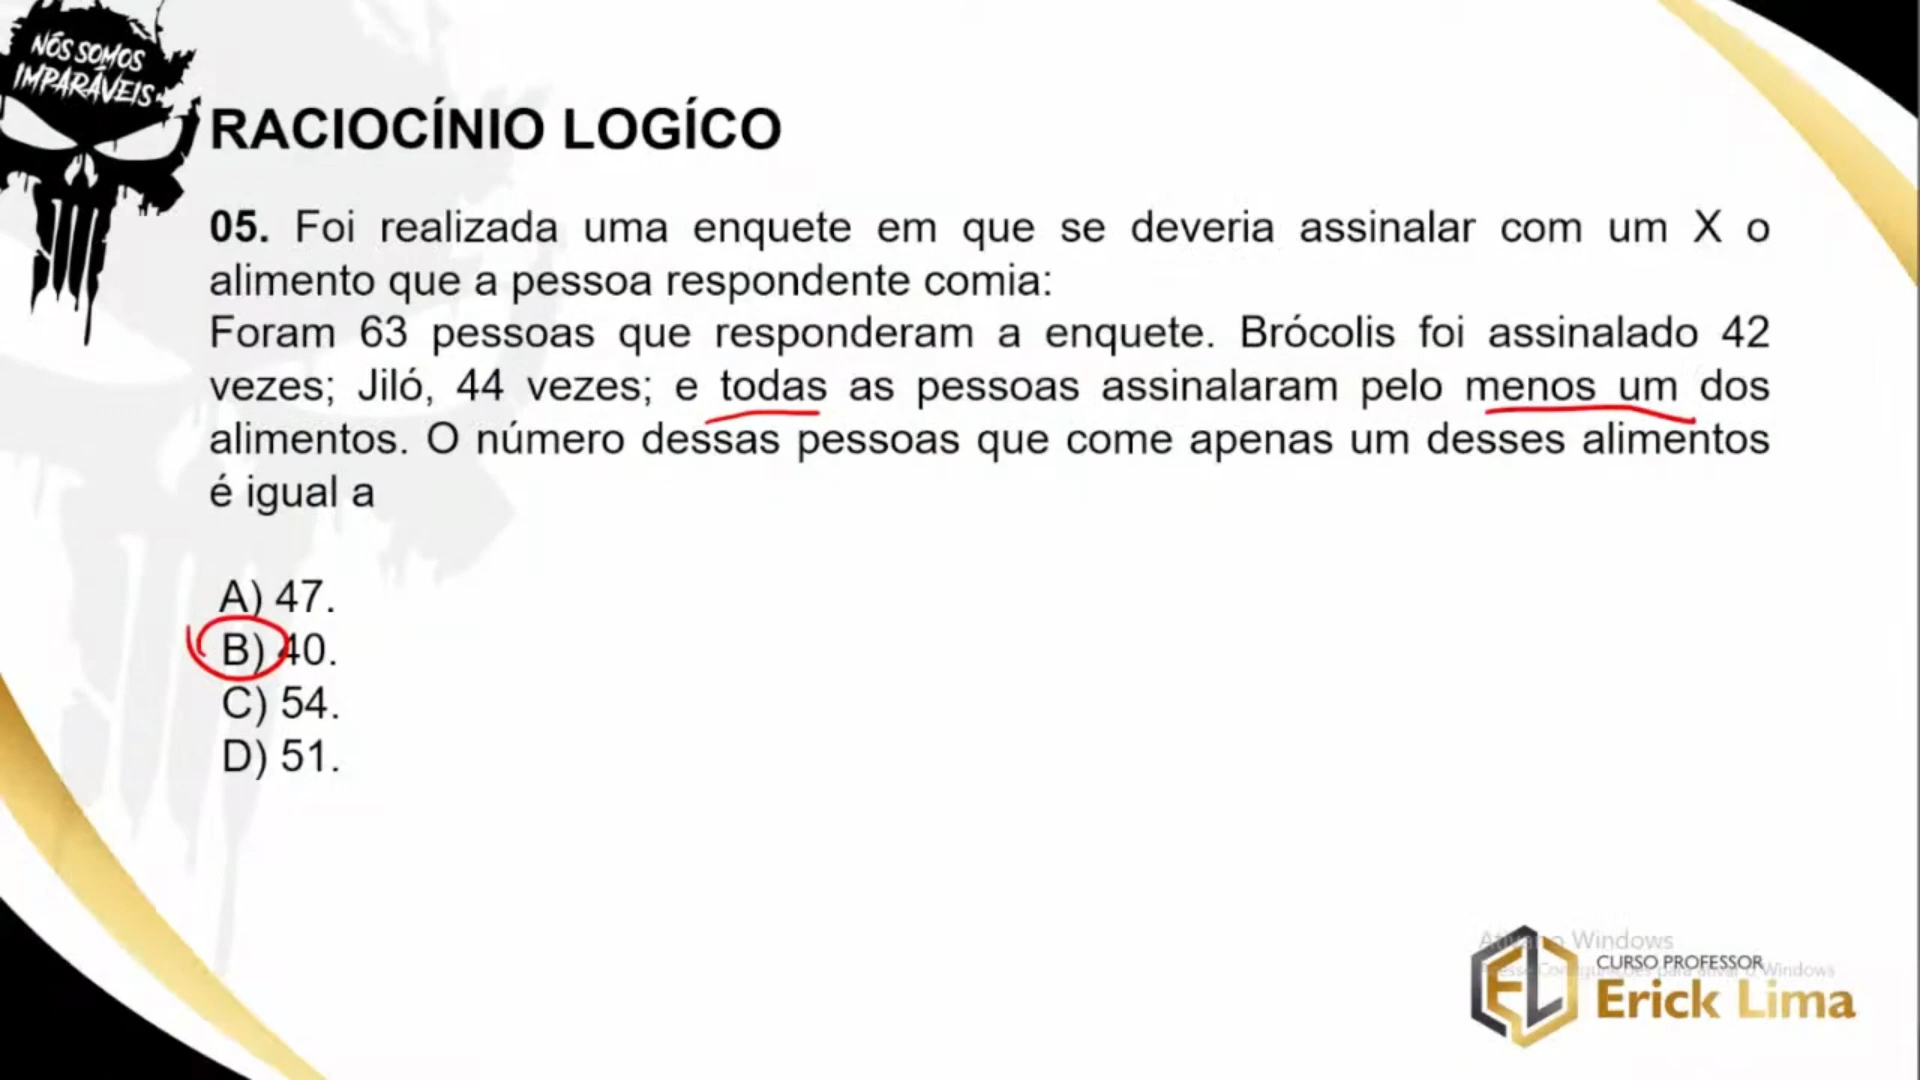 NÓS SOMOS
IMPARÁVEIS
RACIOCÍNIO LOGÍCO
05. Foi realizada uma enquete em que se deveria assinalar com um X o
alimento que a pessoa respondente comia:
Foram 63 pessoas que responderam a enquete. Brócolis foi assinalado 42
vezes; Jiló, 44 vezes; e todas as pessoas assinalaram pelo menos um dos
alimentos. O número dessas pessoas que come apenas um desses alimentos
é igual a
A) 47.
B) 40.
C) 54.
D) 51.
Windows
CURSO PROFESSOR
Windows
EL Erick Lima